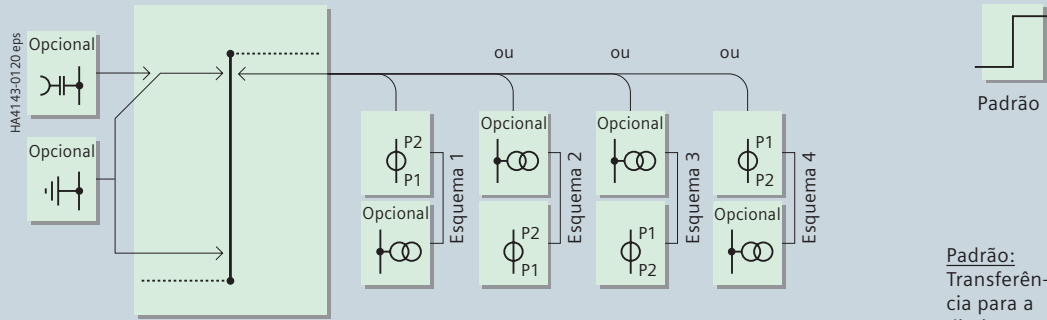 HA4143-0120 eps
Opcional
Opcional
ou
ou
ou
P2
P1
Opcional
Esquema 1
Opcional
P2
P1
Esquema 2
Opcional
P1
P2
Esquema 3
P1
P2
Opcional
Esquema 4
Padrão
Padrão:
Transferên-
cia para a